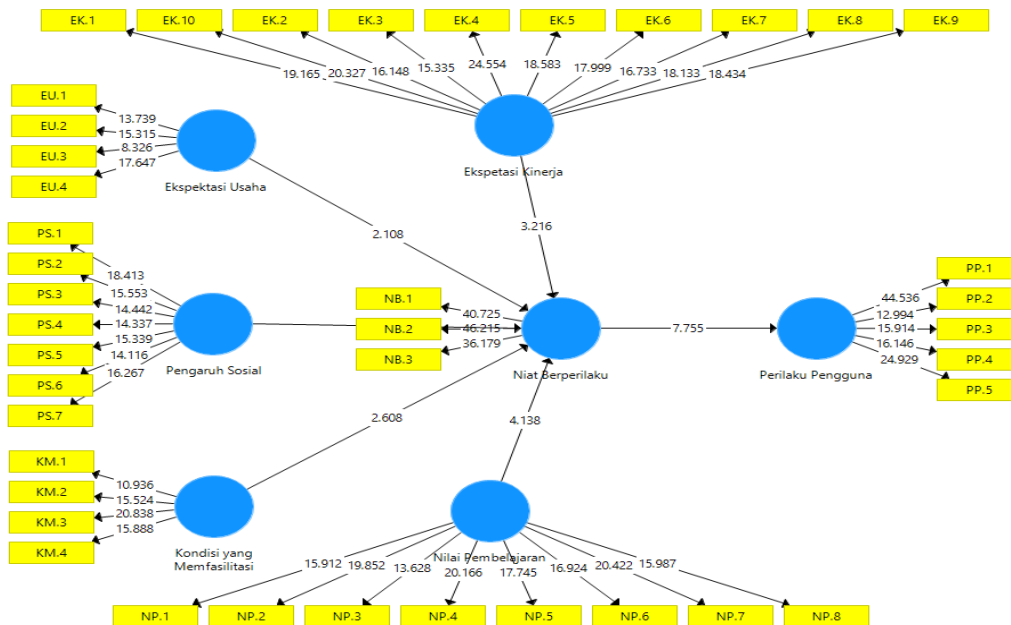 EK.1 EK.10 EK.2 EK.3 EK.4 EK.5 EK.6 EK.7 EK.8 EK.9
19.165 20.327 16.148 15.335 24.554 18.583 17.999 16.733 18.133 18.434
Ekspetasi Kinerja
EU.1
EU.2
EU.3
EU.4
13.739
15.315
8.326
17.647
Ekspektasi Usaha
3.216
2.108
PS.1
PS.2
PS.3
PS.4
PS.5
PS.6
PS.7
18.413
15.553
14.442
14.337
15.339
14.116
16.267
Pengaruh Sosial
NB.1
NB.2
NB.3
40.725
46.215
36.179
Niat Berperilaku
7.755
Perilaku Pengguna
44.536
12.994
15.914
16.146
24.929
PP.1
PP.2
PP.3
PP.4
PP.5
2.608
4.138
KM.1
KM.2
KM.3
KM.4
10.936
15.524
20.838
15.888
Kondisi yang
Memfasilitasi
Nilai Pembelajaran
15.912 19.852 13.628 20.166 17.745 16.924 20.422 15.987
NP.1 NP.2 NP.3 NP.4 NP.5 NP.6 NP.7 NP.8